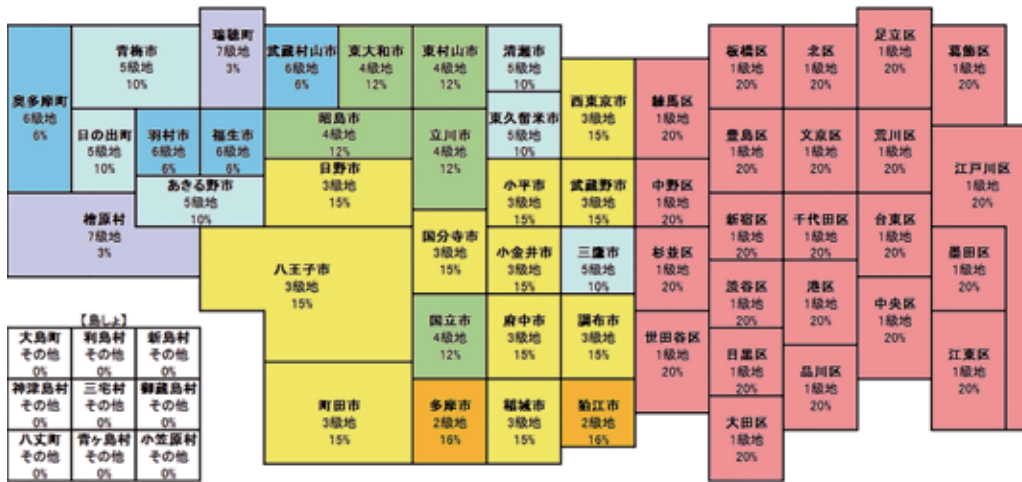 奥多摩町
6級地
6%
青梅市
5級地
10%
瑞穂町
7級地
3%
武蔵村山市
6級地
6%
東大和市
4級地
12%
東村山市
4級地
12%
清瀬市
5級地
10%
日の出町
5級地
10%
羽村市
6級地
6%
福生市
6級地
6%
昭島市
4級地
12%
立川市
4級地
12%
東久留米市
5級地
10%
西東京市
3級地
15%
練馬区
1級地
20%
板橋区
1級地
20%
北区
1級地
20%
足立区
1級地
20%
葛飾区
1級地
20%
豊島区
1級地
20%
文京区
1級地
20%
荒川区
1級地
20%
江戸川区
1級地
20%
あきる野市
5級地
10%
日野市
3級地
15%
小平市
3級地
15%
武蔵野市
3級地
15%
中野区
1級地
20%
檜原村
7級地
3%
八王子市
3級地
15%
国分寺市
3級地
15%
小金井市
3級地
15%
三鷹市
5級地
10%
杉並区
1級地
20%
新宿区
1級地
20%
千代田区
1級地
20%
台東区
1級地
20%
墨田区
1級地
20%
渋谷区
1級地
20%
港区
1級地
20%
中央区
1級地
20%
国立市
4級地
12%
府中市
3級地
15%
調布市
3級地
15%
世田谷区
1級地
20%
目黒区
1級地
20%
品川区
1級地
20%
江東区
1級地
20%
町田市
3級地
15%
多摩市
2級地
16%
稲城市
3級地
15%
狛江市
2級地
16%
大田区
1級地
20%
【島しょ】
大島町
その他
0%
利島村
その他
0%
新島村
その他
0%
神津島村
その他
0%
三宅村
その他
0%
御蔵島村
その他
0%
八丈町
その他
0%
青ヶ島村
その他
0%
小笠原村
その他
0%